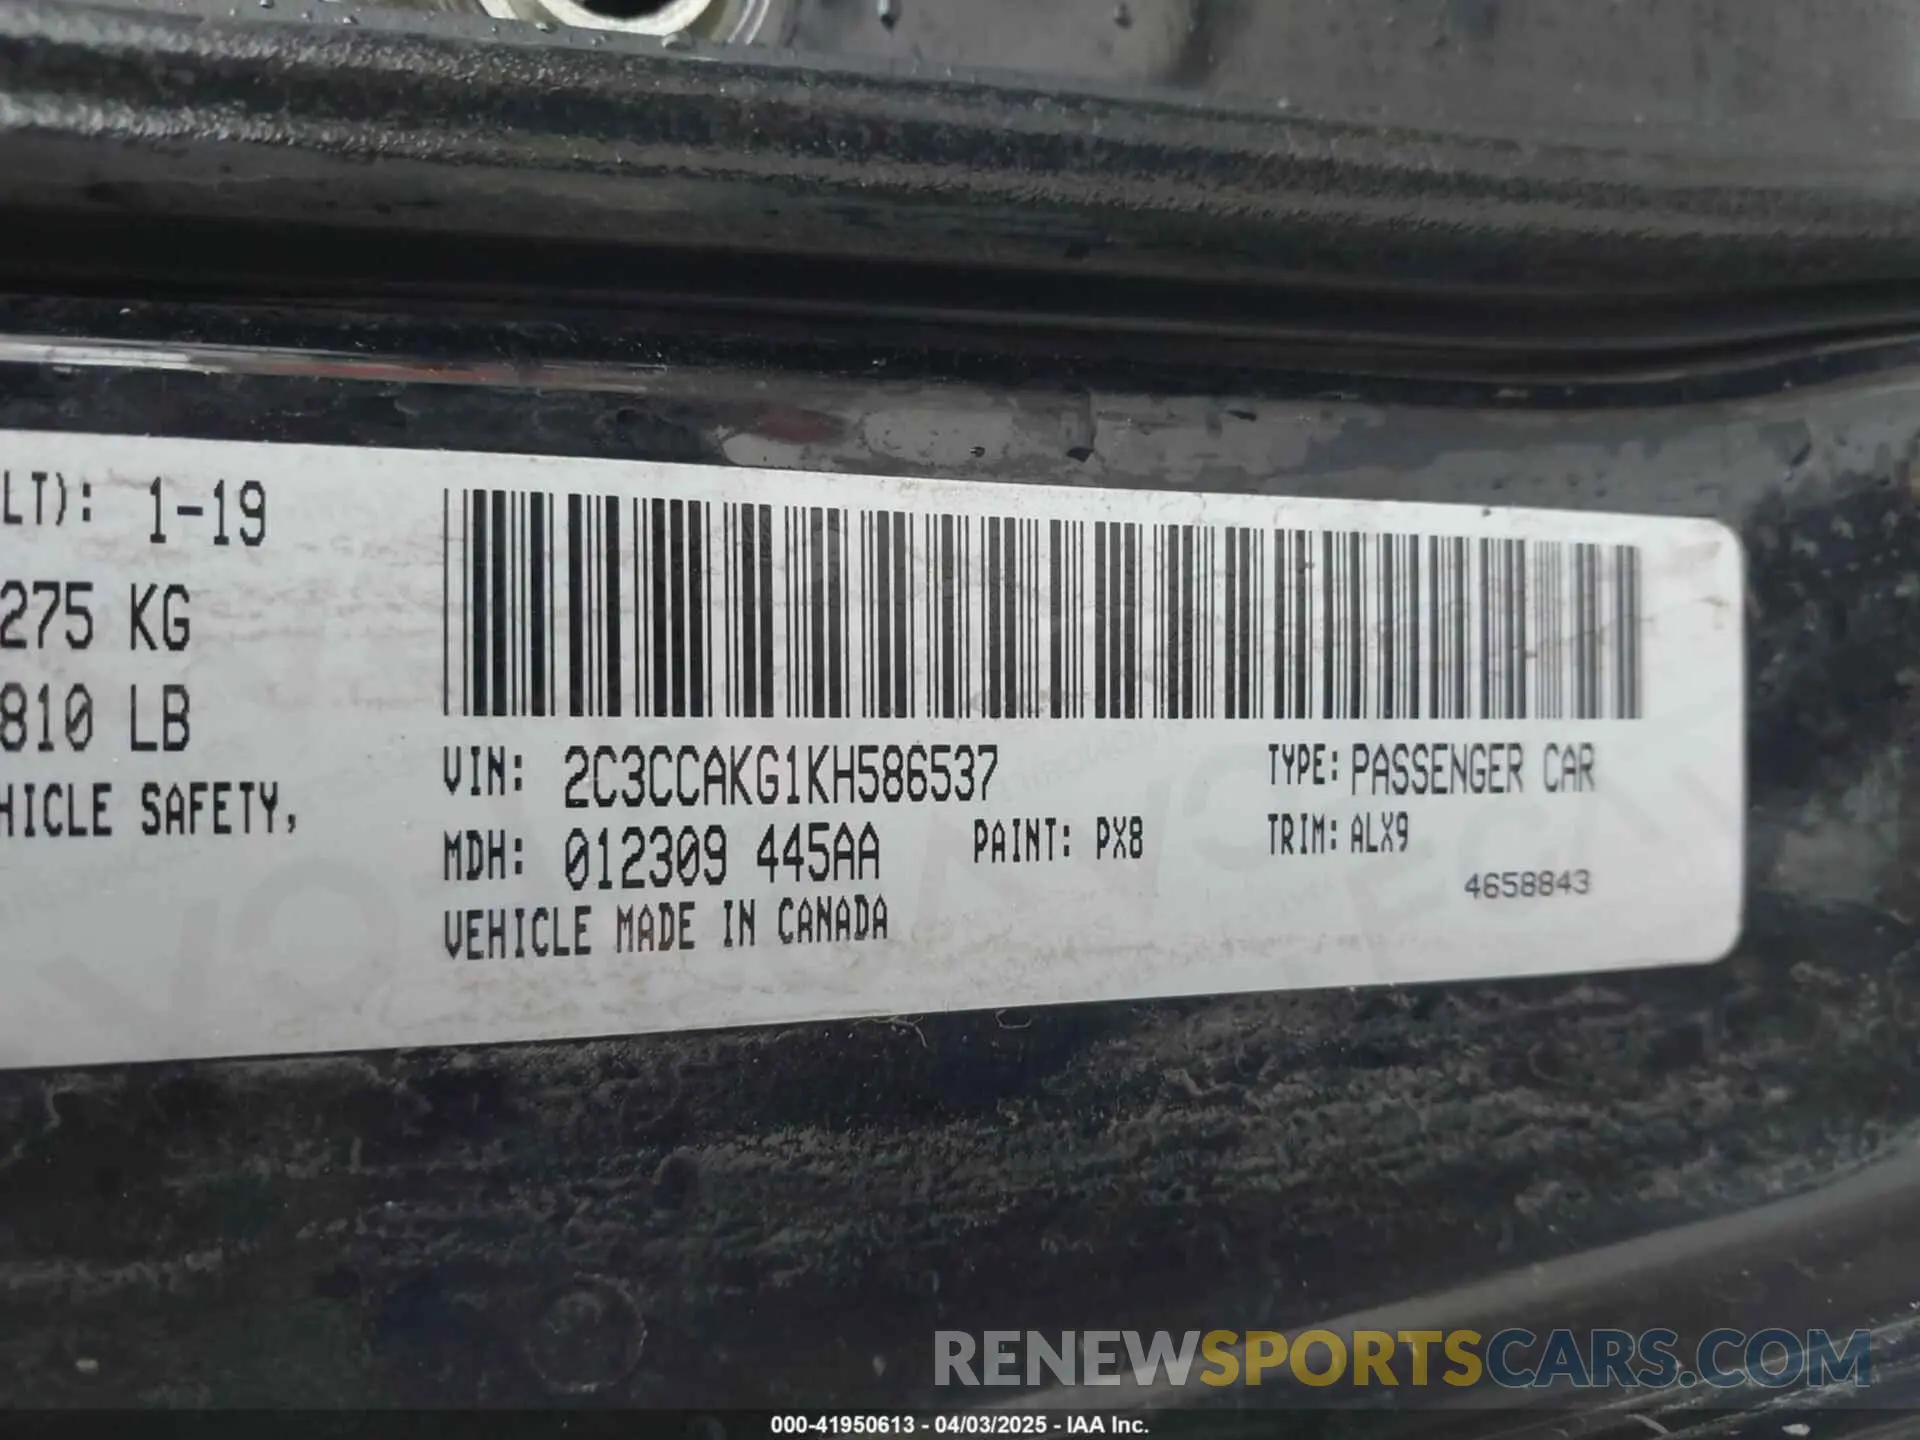 LT): 1-19
275 KG
810 LB
HICLE SAFETY,
VIN: 2C3CCAKG1KH586537
TYPE: PASSENGER CAR
MDH: 012309 445AA
PAINT: PX8
TRIM: ALX9
4658843
VEHICLE MADE IN CANADA
RENEWSPORTSCARS.COM
000-41950613 - 04/03/2025 - IAA Inc.